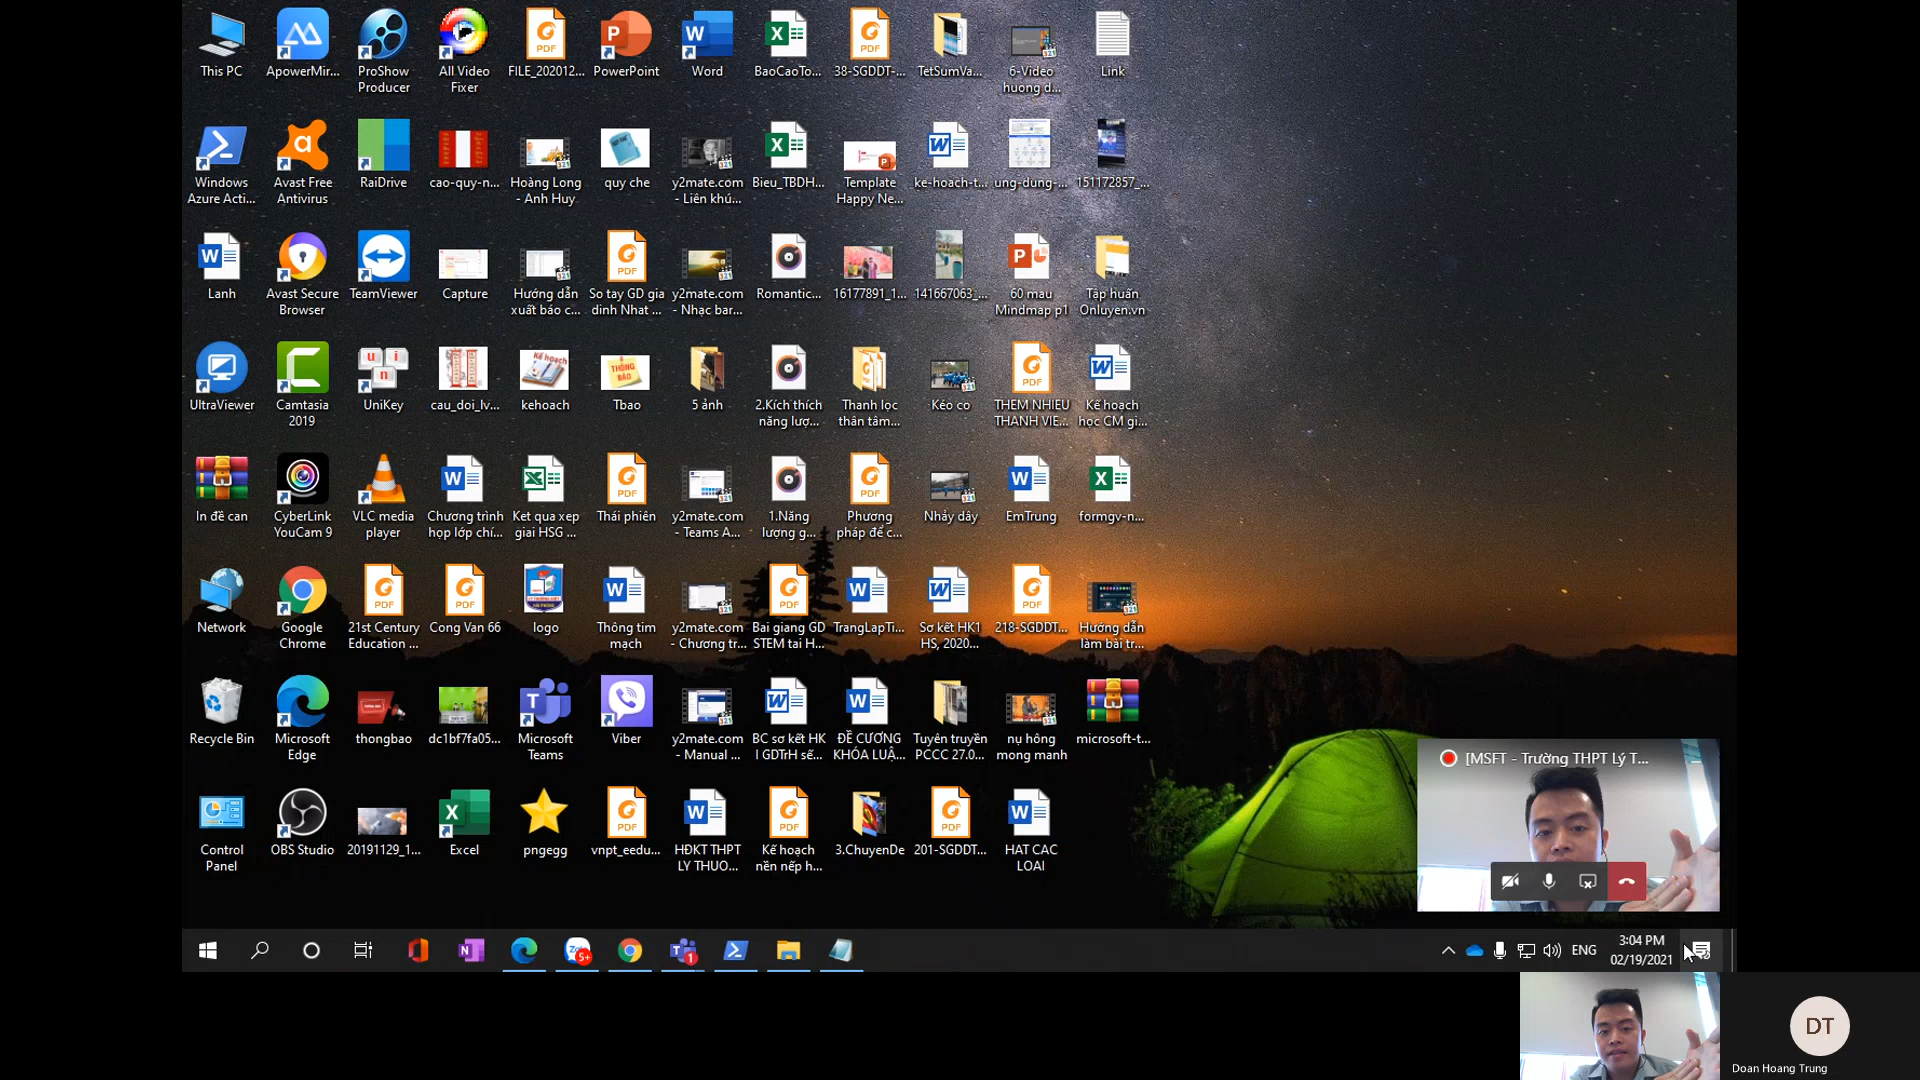 This PC
ApowerMir...
ProShow
Producer
All Video
Fixer
FILE_202012...
PowerPoint
Word
BaoCaoTo...
38-SGDDT-...
TetSumVa...
6-Video
huong d...
Link
Windows
Azure Acti...
Avast Free
Antivirus
RaiDrive
cao-quy-n...
Hoàng Long
- Anh Huy
quy che
y2mate.com
- Liên khú...
Bieu_TBDH...
Template
Happy Ne...
ke-hoach-t...
ung-dung-...
151172857_...
Lanh
Avast Secure
Browser
TeamViewer
Capture
Hướng dẫn
xuất báo c...
So tay GD gia
dinh Nhat ...
y2mate.com
- Nhạc bar...
Romantic...
16177891_1...
141667063_...
60 mau
Mindmap p1
Tập huấn
Onluyen.vn
UltraViewer
Camtasia
2019
UniKey
cau_doi_lv...
kehoach
Tbao
5 ảnh
2.Kích thích
năng lượ...
Thanh lọc
thân tâm...
Kéo co
THEM NHIEU
THANH VIE...
Kế hoạch
học CM gi...
In đề can
CyberLink
YouCam 9
VLC media
player
Chương trình
họp lớp chí...
Ket qua xep
giai HSG ...
Thái phiên
y2mate.com
- Teams A...
1.Năng
lượng g...
Phương
pháp để c...
Nhảy dây
EmTrung
formgv-n...
Network
Google
Chrome
21st Century
Education ...
Cong Van 66
logo
Thông tim
mạch
y2mate.com
- Chương tr...
Bai giang GD
STEM tai H...
TrangLapTi...
Sơ kết HK1
HS, 2020...
218-SGDDT...
Hướng dẫn
làm bài tr...
Recycle Bin
Microsoft
Edge
thongbao
dc1bf7fa05...
Microsoft
Teams
Viber
y2mate.com
- Manual ...
BC sơ kết HK
I GDTrH sế...
ĐỀ CƯƠNG
KHÓA LUẬ...
Tuyên truyền
PCCC 27.0...
nụ hồng
mong manh
microsoft-t...
[MSFT - Trường THPT Lý T...
Control
Panel
OBS Studio
20191129_1...
Excel
pngegg
vnpt_eedu...
HĐKT THPT
LY THUO...
Kế hoạch
nền nếp h...
3.ChuyenDe
201-SGDDT...
HAT CAC
LOAI
ENG
3:04 PM
02/19/2021
DT
Doan Hoang Trung